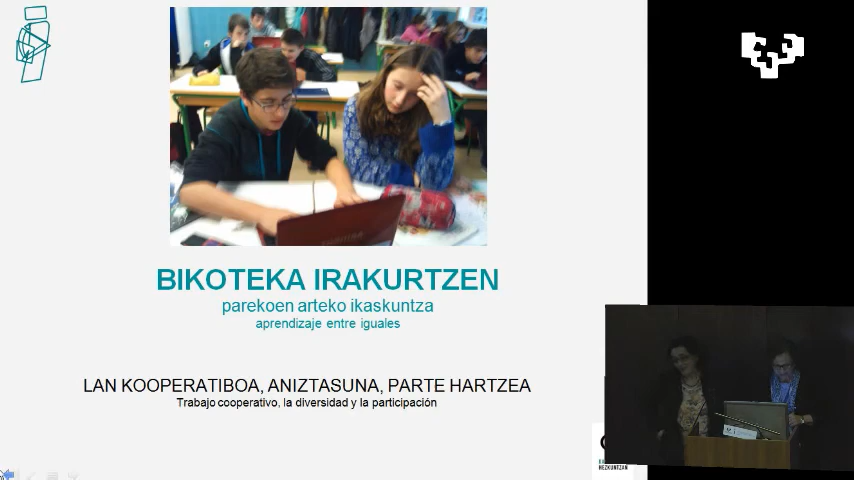 BIKOTEKA IRAKURTZEN
parekoen arteko ikaskuntza
aprendizaje entre iguales
LAN KOOPERATIBOA, ANIZTASUNA, PARTE HARTZEA
Trabajo cooperativo, la diversidad y la participación
HEZKUNTZAN